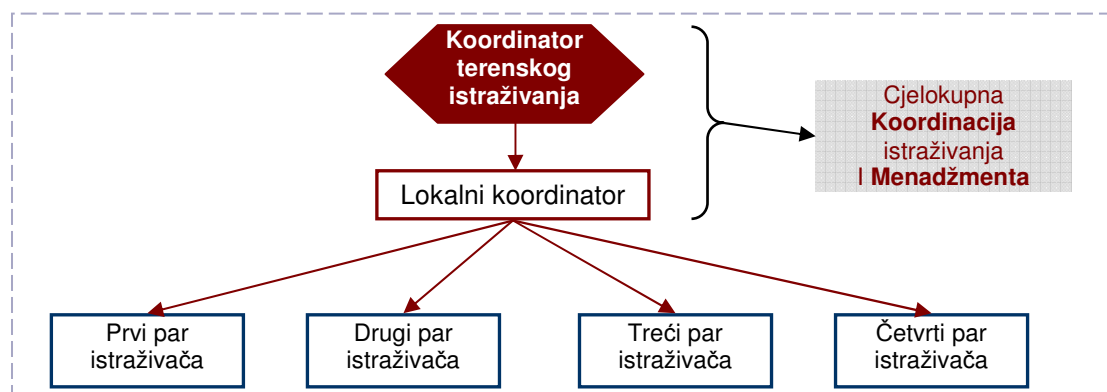 Koordinator
terenskog
istraživanja
Cjelokupna
Koordinacija
istraživanja
I Menadžmenta
Lokalni koordinator
Prvi par
istraživača
Drugi par
istraživača
Treći par
istraživača
Četvrti par
istraživača